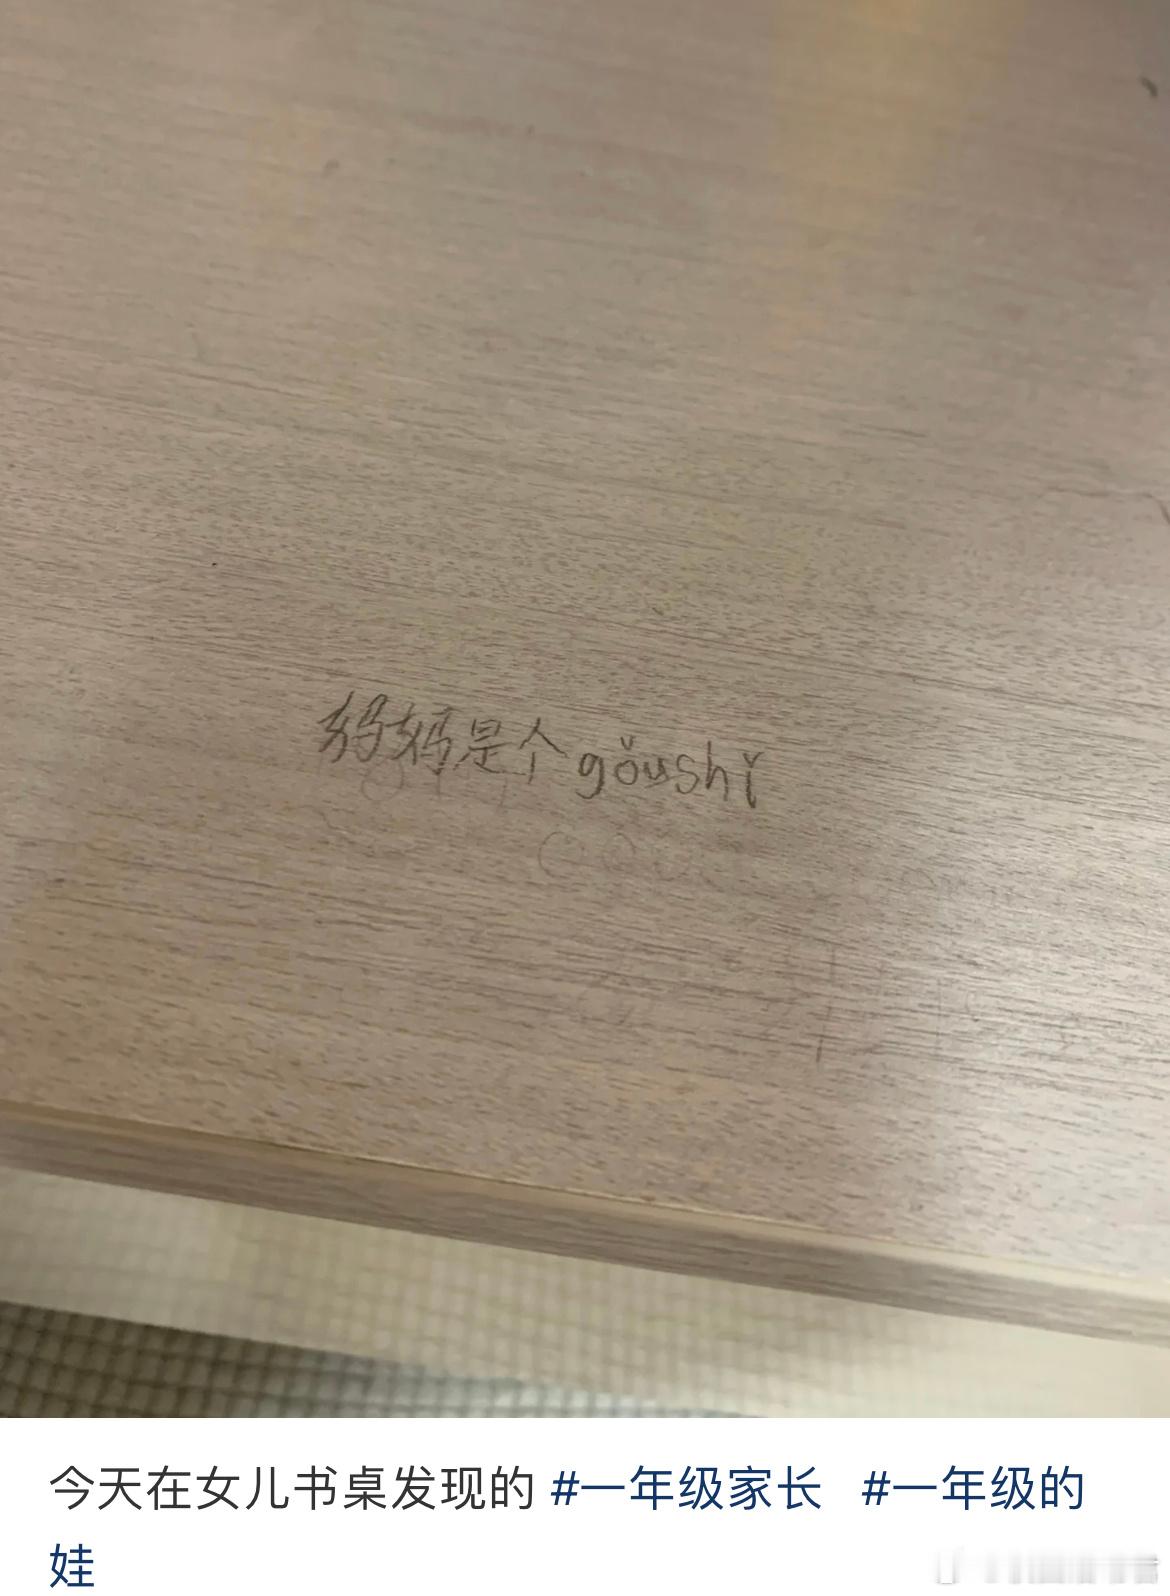 妈妈是个gǒushǐ
今天在女儿书桌发现的 #一年级家长 #一年级的
娃